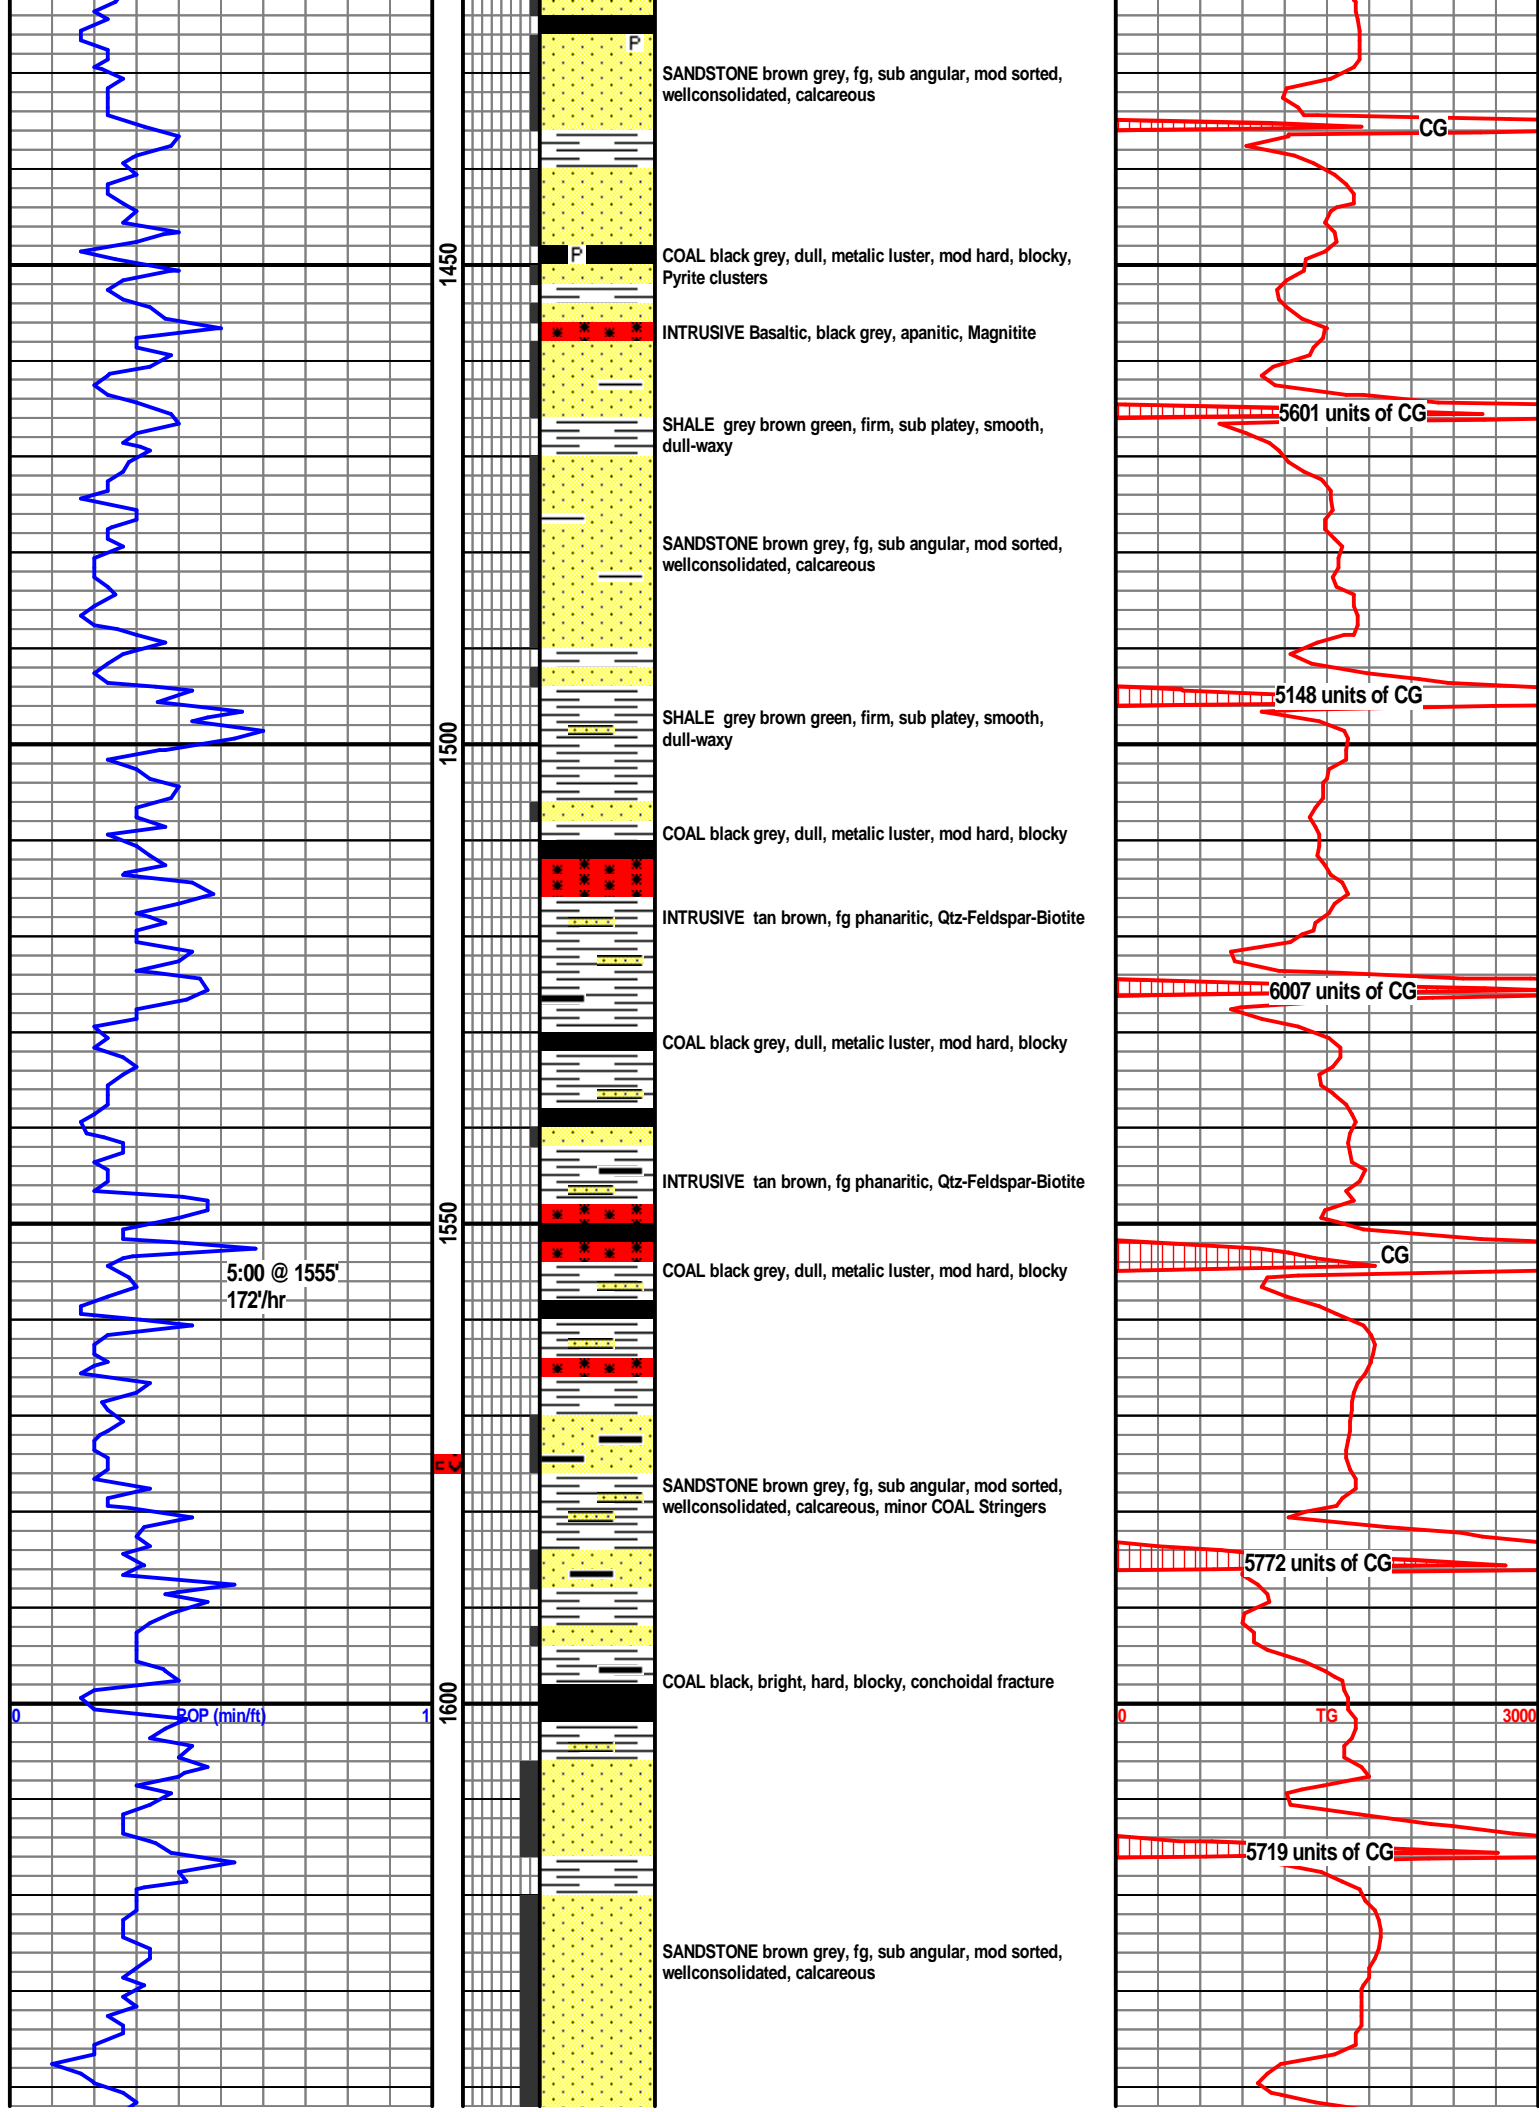 P
SANDSTONE brown grey, fg, sub angular, mod sorted,
wellconsolidated, calcareous
CG
1450
P
COAL black grey, dull, metalic luster, mod hard, blocky,
Pyrite clusters
INTRUSIVE Basaltic, black grey, apanitic, Magnitite
5601 units of CG
SHALE grey brown green, firm, sub platey, smooth,
dull-waxy
SANDSTONE brown grey, fg, sub angular, mod sorted,
wellconsolidated, calcareous
5148 units of CG
SHALE grey brown green, firm, sub platey, smooth,
dull-waxy
1500
COAL black grey, dull, metalic luster, mod hard, blocky
INTRUSIVE tan brown, fg phanaritic, Qtz-Feldspar-Biotite
6007 units of CG
COAL black grey, dull, metalic luster, mod hard, blocky
INTRUSIVE tan brown, fg phanaritic, Qtz-Feldspar-Biotite
1550
CG
5:00 @ 1555'
172'/hr
COAL black grey, dull, metalic luster, mod hard, blocky
SANDSTONE brown grey, fg, sub angular, mod sorted,
wellconsolidated, calcareous, minor COAL Stringers
5772 units of CG
COAL black, bright, hard, blocky, conchoidal fracture
1600
0 ROP (min/ft) 1
0 TG 3000
5719 units of CG
SANDSTONE brown grey, fg, sub angular, mod sorted,
wellconsolidated, calcareous